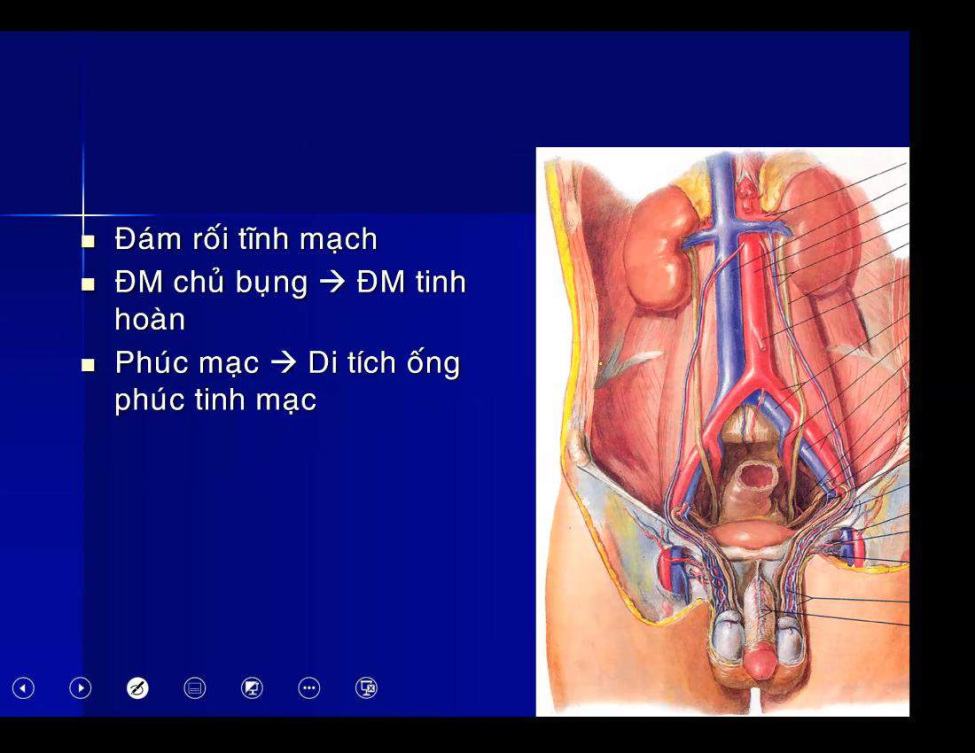 Đám rối tĩnh mạch
ĐM chủ bụng → ĐM tinh
hoàn
Phúc mạc → Di tích ống
phúc tinh mạc